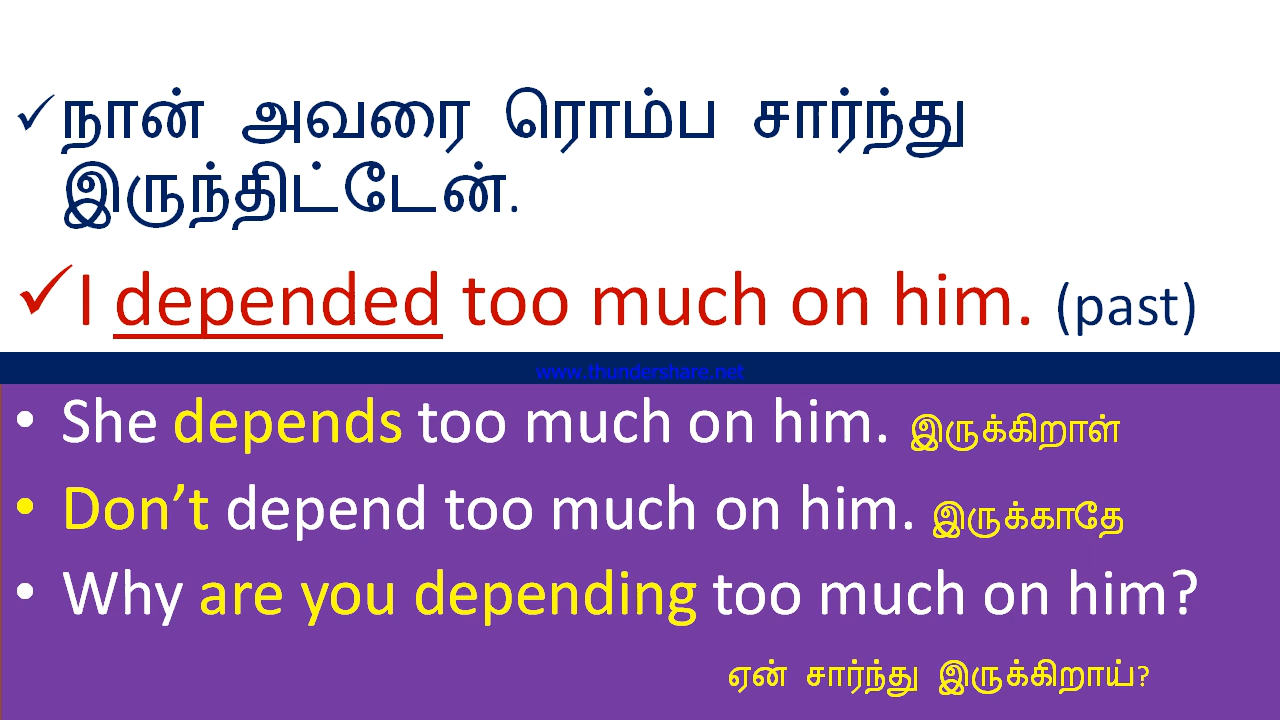 ✓நான் அவரை ரொம்ப சார்ந்து
இருந்திட்டேன்.
✓I depended too much on him. (past)
www.thundershare.net
• She depends too much on him. இருக்கிறாள்
• Don’t depend too much on him. இருக்காதே
• Why are you depending too much on him?
ஏன் சார்ந்து இருக்கிறாய்?